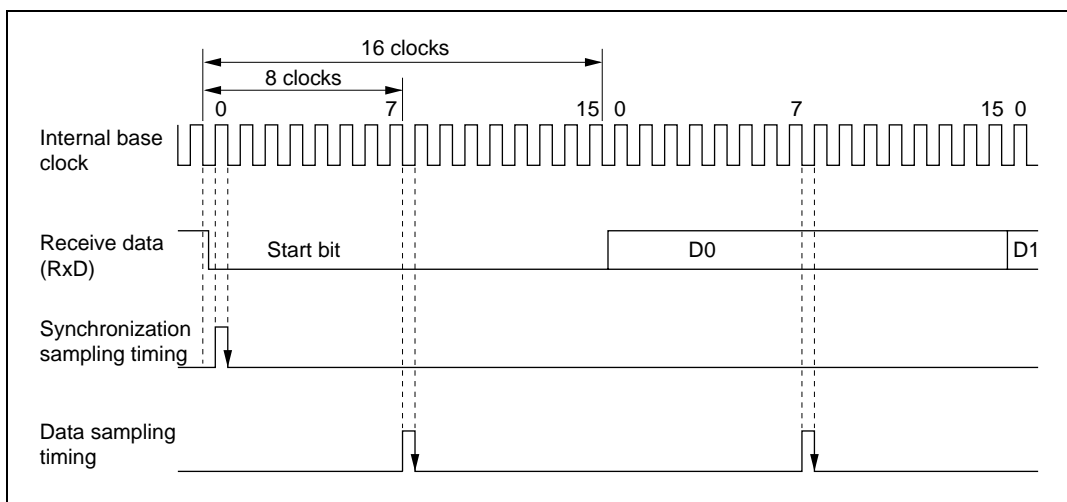 16 clocks
8 clocks
0 7 15 0 7 15 0
Internal base
clock
Receive data
(RxD)
Start bit D0 D1
Synchronization
sampling timing
Data sampling
timing